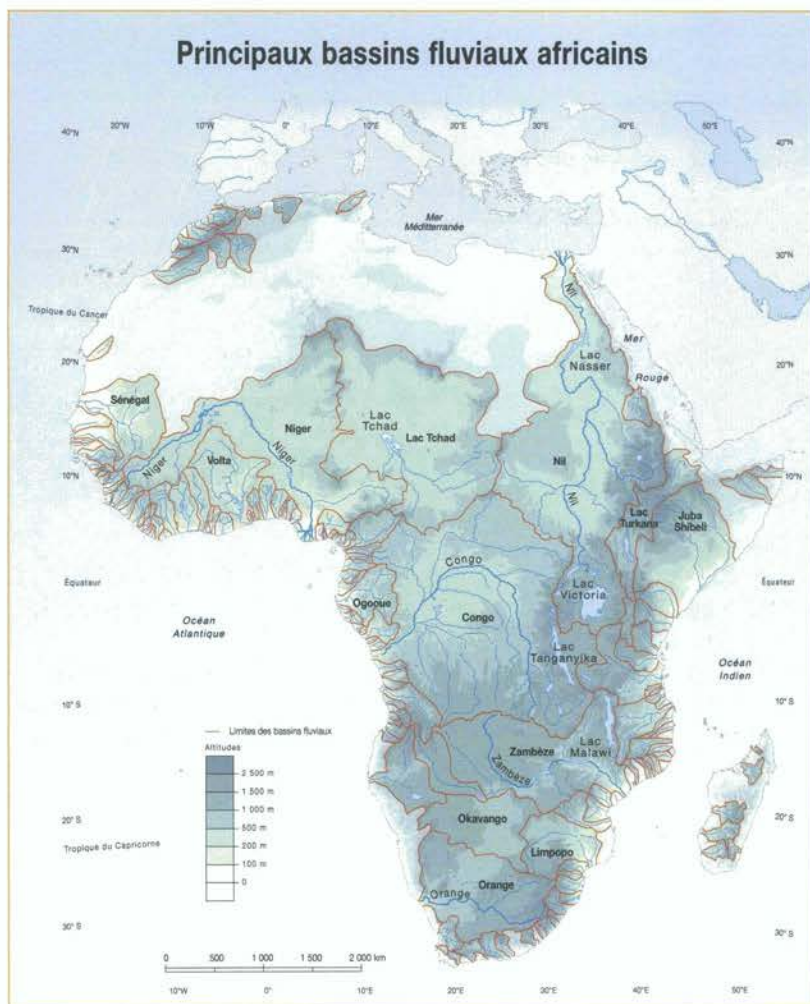 Principaux bassins fluviaux africains
20°W
10°W
0°
10°E
20°E
30°E
40°E
50°E
40°N
40°N
Mer
Méditterranée
30°N
30°N
Tropique du Cancer
Nil
Mer
Rouge
Lac
Nasser
20°N
20°N
Sénégal
Niger
Lac
Tchad
Lac Tchad
Nil
Niger
Volta
Niger
10°N
10°N
Nil
Lac
Turkana
Juba
Shibeli
Congo
Équateur
Équateur
Ogooue
Lac
Victoria
Congo
Océan
Atlantique
Lac
Tanganyika
Océan
Indien
10° S
10° S
Limites des bassins fluviaux
Altitudes
2 500 m
1 500 m
1 000 m
500 m
200 m
100 m
0
Zambèze
Lac
Malawi
Zambèze
20° S
20° S
Okavango
Tropique du Capricorne
Limpopo
Orange
Orange
30° S
30° S
0
500
1 000
1 500
2 000 km
10°W
0°
10°E
20°E
30°E
40°E
50°E